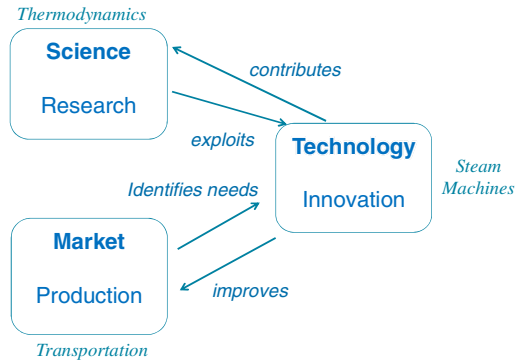 Thermodynamics
Science
Research
contributes
exploits
Technology
Innovation
Steam
Machines
Identifies needs
Market
Production
improves
Transportation